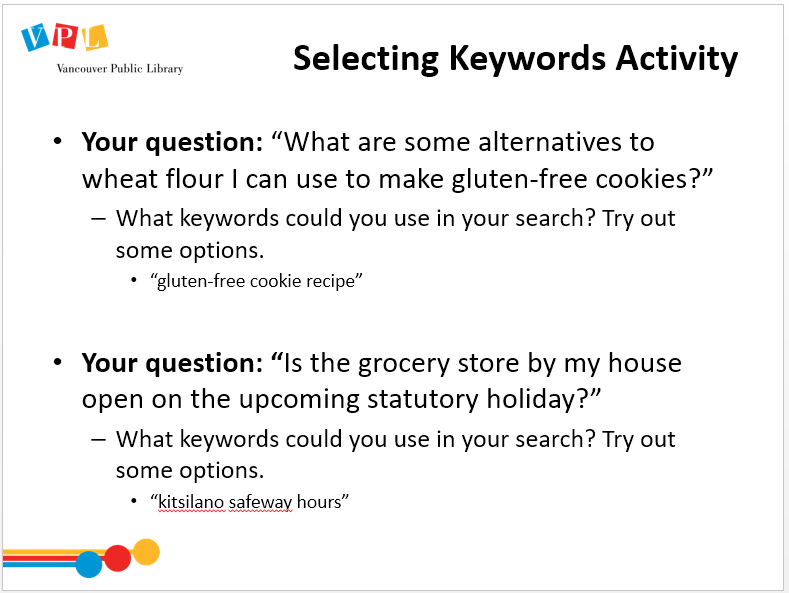 VPL
Vancouver Public Library
Selecting Keywords Activity
• Your question: “What are some alternatives to
wheat flour I can use to make gluten-free cookies?”
– What keywords could you use in your search? Try out
some options.
• “gluten-free cookie recipe”
• Your question: “Is the grocery store by my house
open on the upcoming statutory holiday?”
– What keywords could you use in your search? Try out
some options.
• “kitsilano safeway hours”